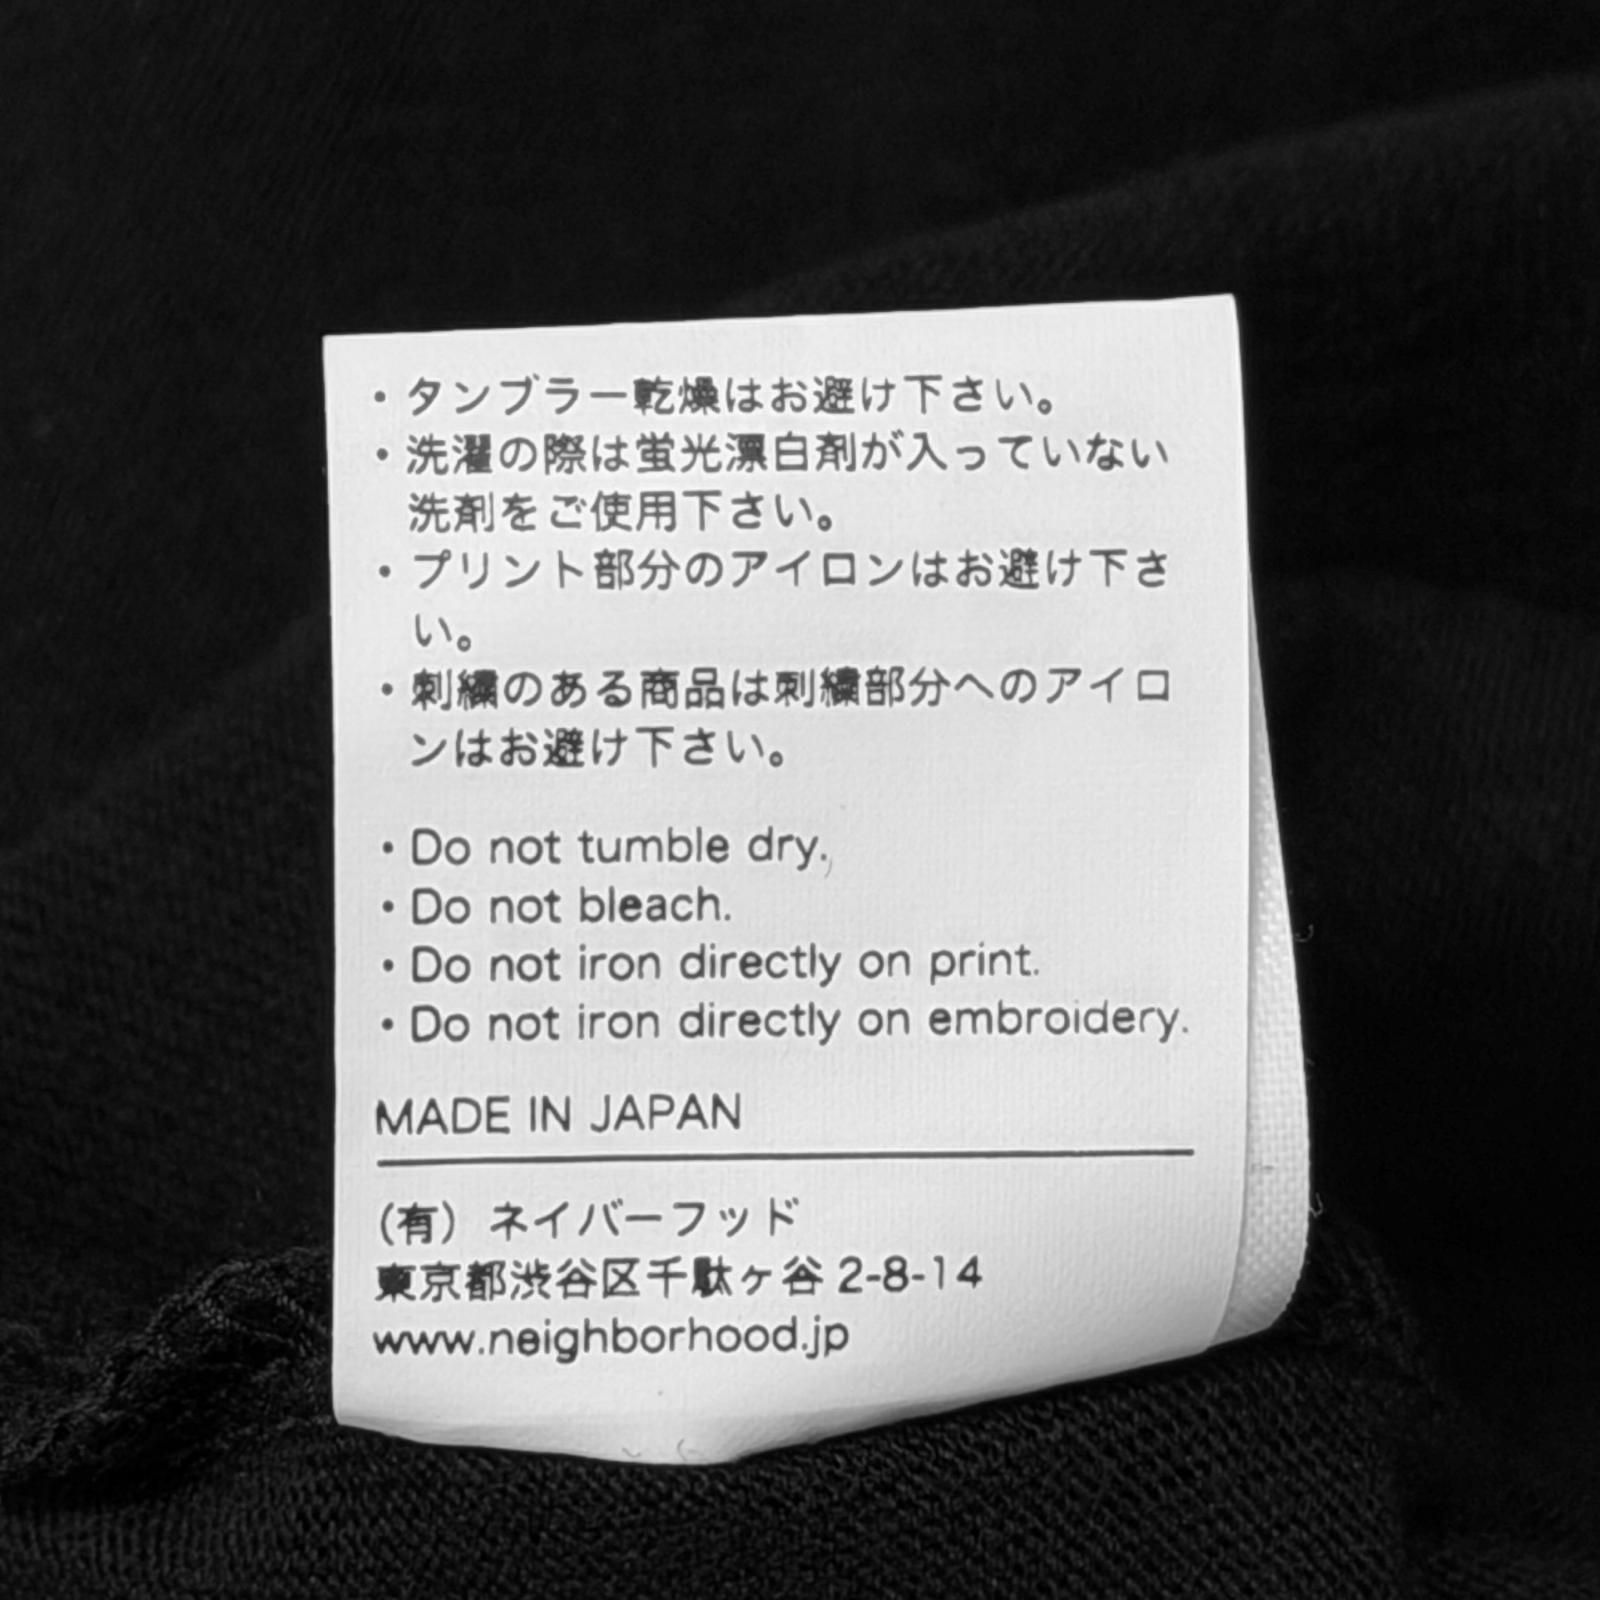 ・タンブラー乾燥はお避け下さい。
・洗濯の際は蛍光漂白剤が入っていない
洗剤をご使用下さい。
・プリント部分のアイロンはお避け下さ
い。
・刺繍のある商品は刺繍部分へのアイロ
ンはお避け下さい。
・Do not tumble dry.
・Do not bleach.
・Do not iron directly on print.
・Do not iron directly on embroidery.
MADE IN JAPAN
(有) ネイバーフッド
東京都渋谷区千駄ヶ谷 2-8-14
www.neighborhood.jp